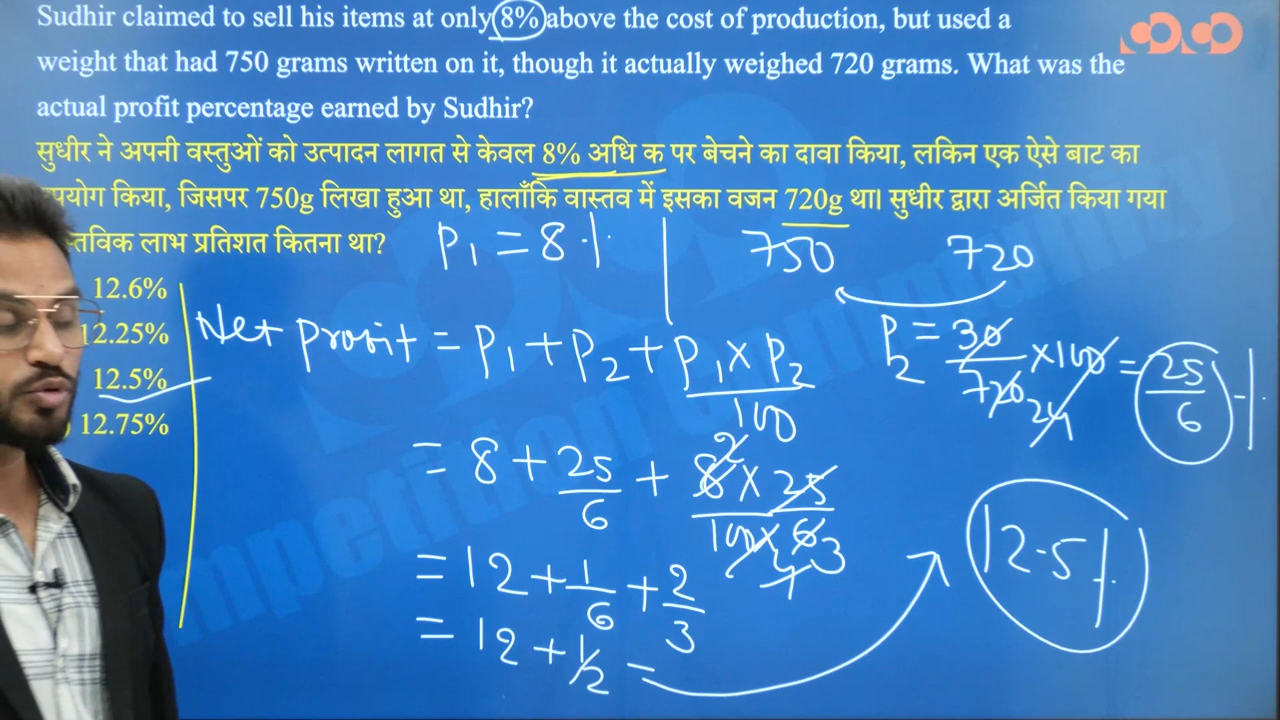 Sudhir claimed to sell his items at only 8% above the cost of production, but used a
weight that had 750 grams written on it, though it actually weighed 720 grams. What was the
actual profit percentage earned by Sudhir?
सुधीर ने अपनी वस्तुओं को उत्पादन लागत से केवल 8% अधि क पर बेचने का दावा किया, लकिन एक ऐसे बाट का
पयोग किया, जिसपर 750g लिखा हुआ था, हालाँकि वास्तव में इसका वजन 720g था। सुधीर द्वारा अर्जित किया गया
तविक लाभ प्रतिशत कितना था?
P₁ = 8% 750 720
12.6%
12.25%
12.5%
12.75%
Net profit = P₁ + P₂ + P₁ × P₂ / 100
P₂ = 30/720 × 100 = 25/6 %
24
= 8 + 25/6 + 8 × 25 / 100 × 6
2
4 3
= 12 + 1/6 + 2/3
= 12 + 1/2 =
12.5%